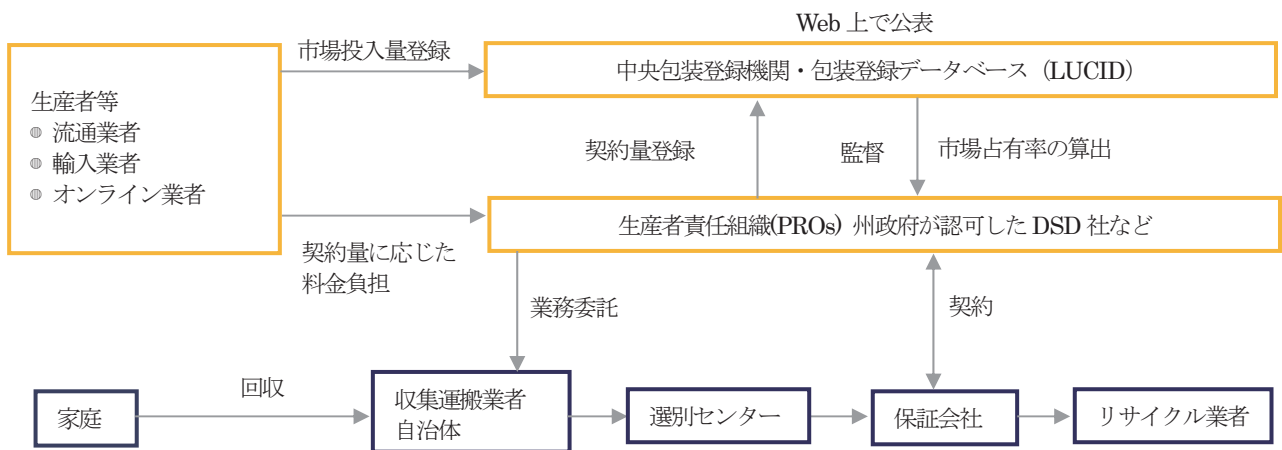 Web 上で公表
市場投入量登録
中央包装登録機関・包装登録データベース（LUCID）
生産者等
流通業者
輸入業者
オンライン業者
契約量登録
監督
市場占有率の算出
生産者責任組織(PROs) 州政府が認可した DSD 社など
契約量に応じた
料金負担
業務委託
契約
回収
家庭
収集運搬業者
自治体
選別センター
保証会社
リサイクル業者